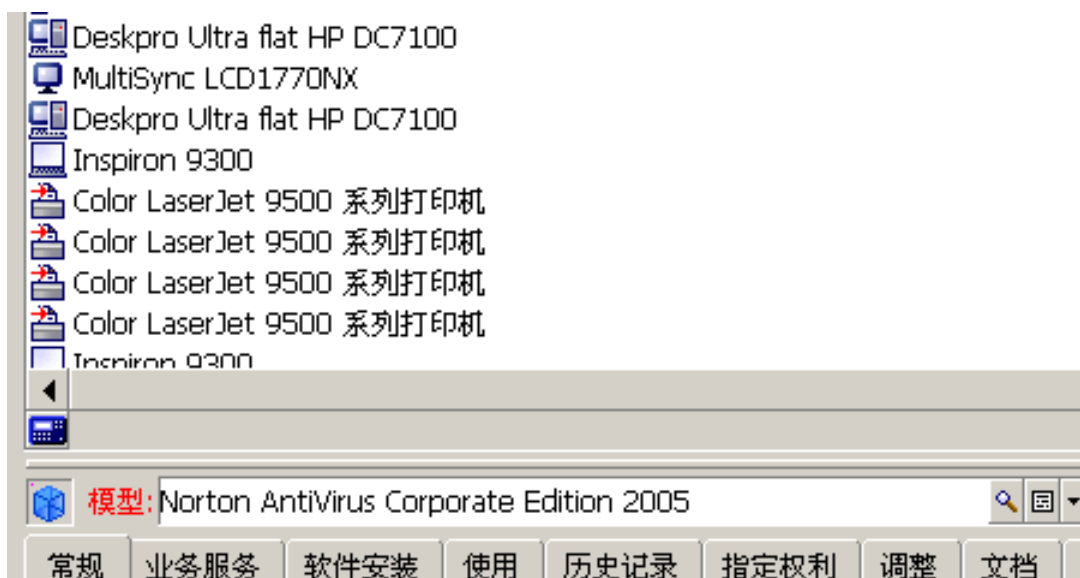 Deskpro Ultra flat HP DC7100
MultiSync LCD1770NX
Deskpro Ultra flat HP DC7100
Inspiron 9300
Color LaserJet 9500 系列打印机
Color LaserJet 9500 系列打印机
Color LaserJet 9500 系列打印机
Color LaserJet 9500 系列打印机
Inspiron 9300
模型: Norton AntiVirus Corporate Edition 2005
常规 业务服务 软件安装 使用 历史记录 指定权利 调整 文档